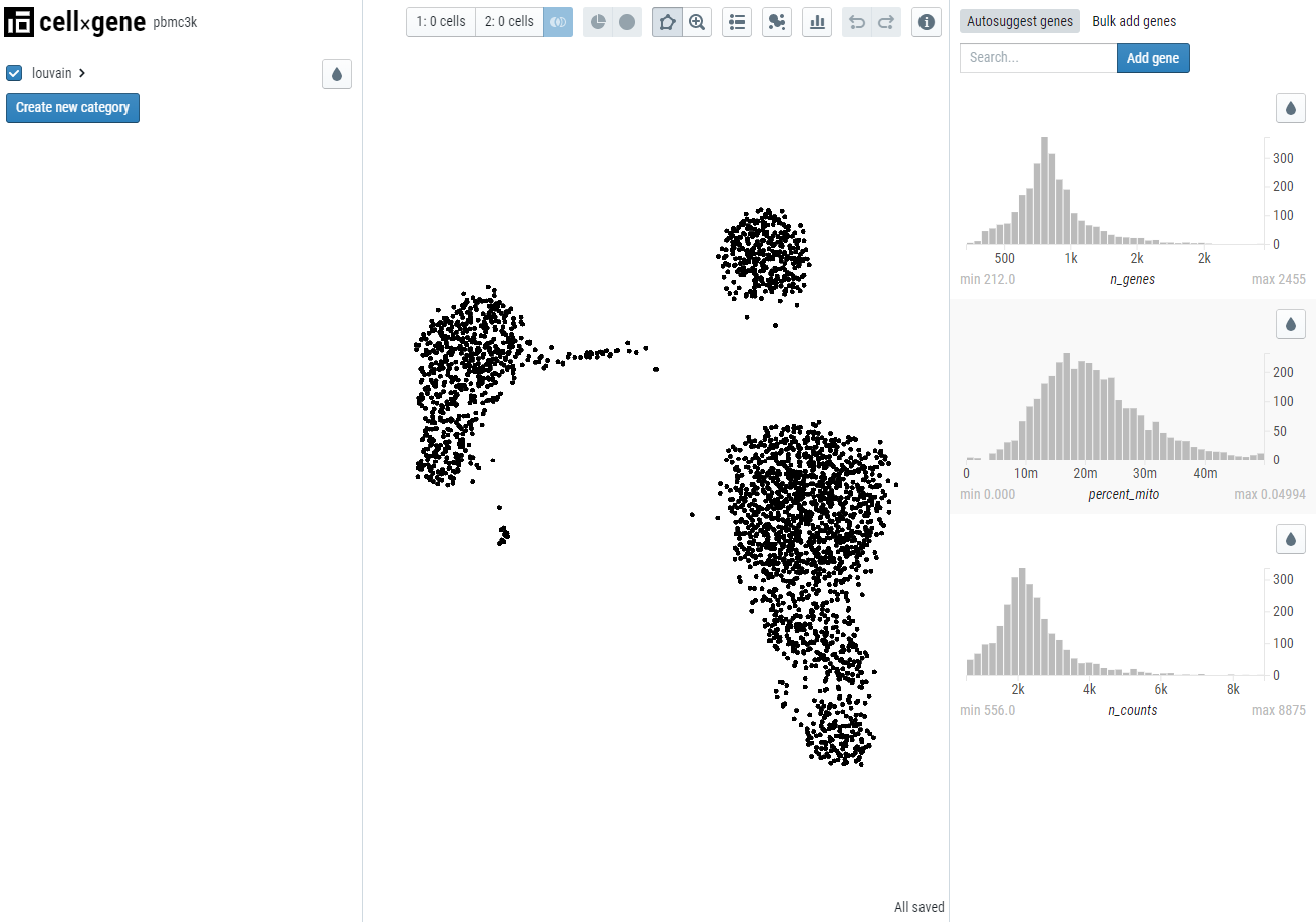 cell×gene pbmc3k
louvain
Create new category
1: 0 cells 2: 0 cells
All saved
Autosuggest genes Bulk add genes
Search... Add gene
300
200
100
0
500 1k 2k 2k
min 212.0 n_genes max 2455
200
100
50
0
0 10m 20m 30m 40m
min 0.000 percent_mito max 0.04994
300
200
100
0
2k 4k 6k 8k
min 556.0 n_counts max 8875